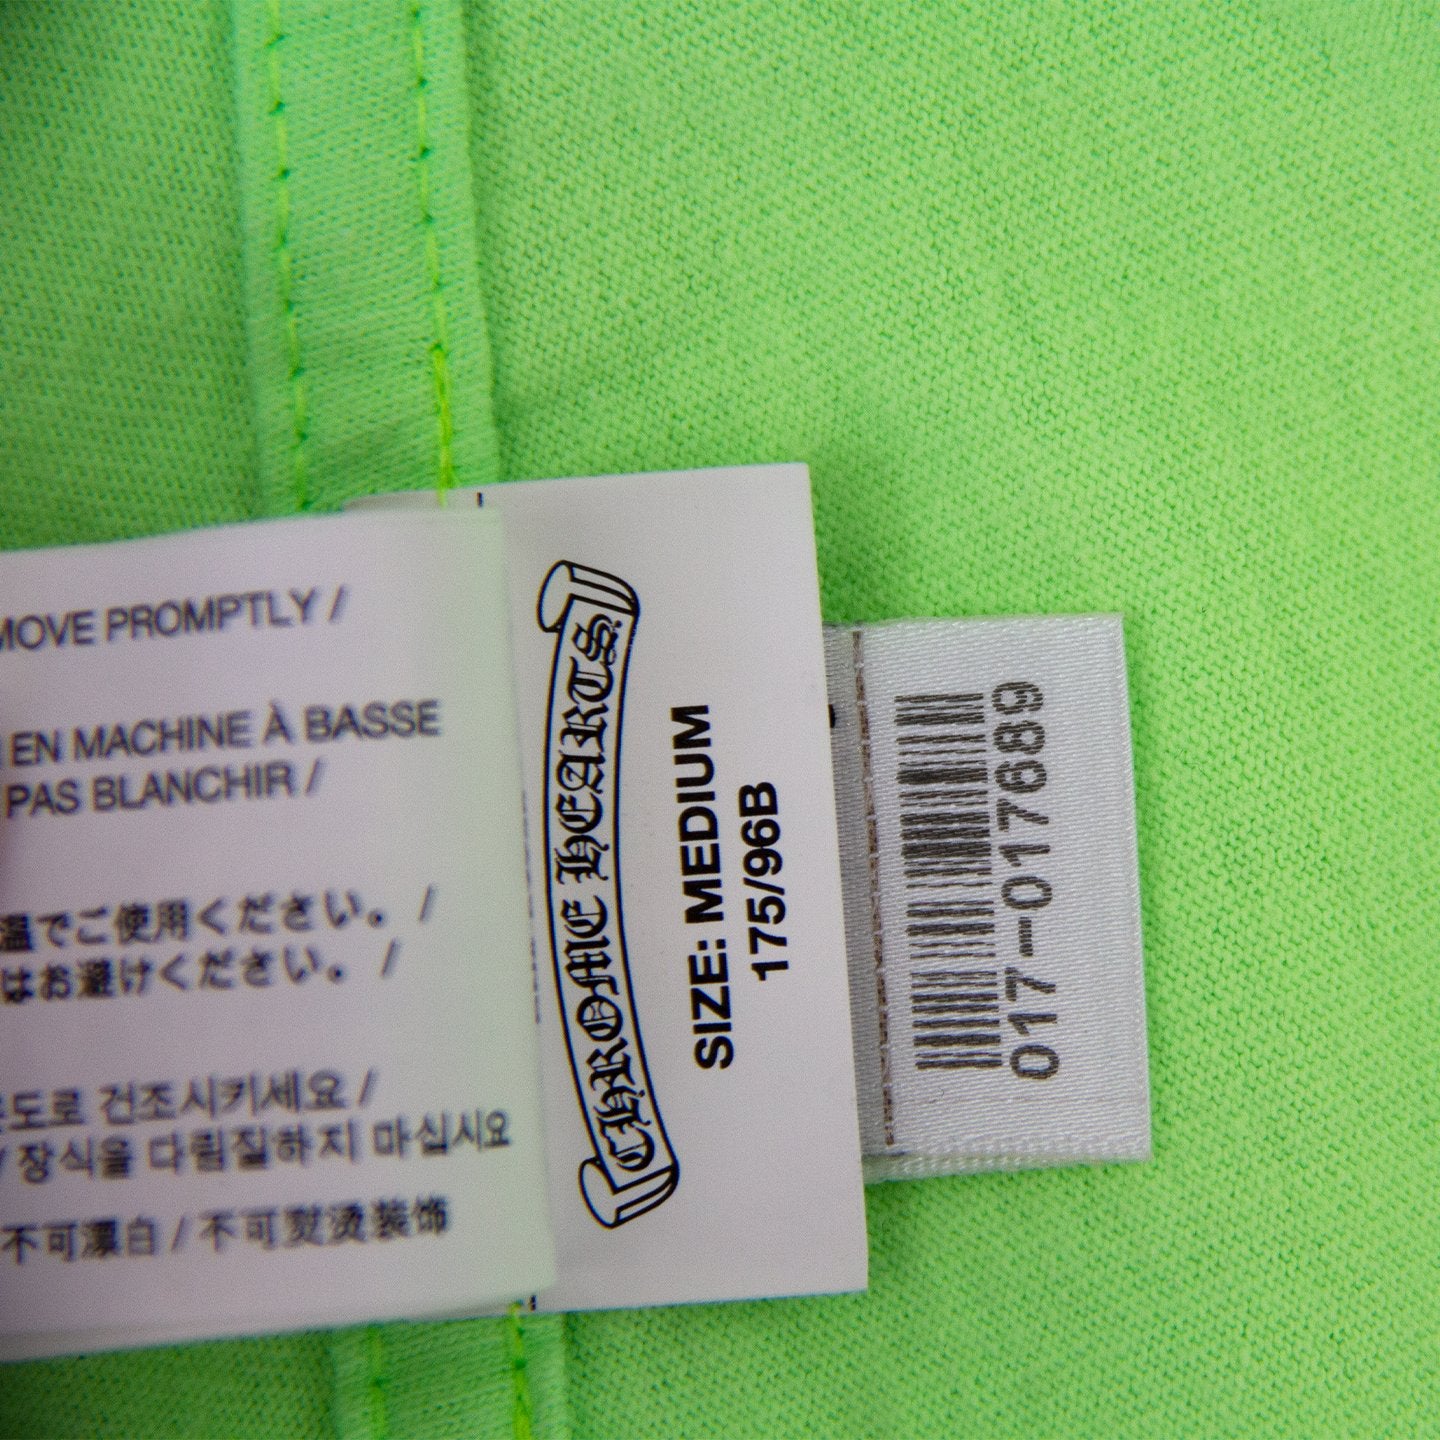 MOVE PROMPTLY /
EN MACHINE À BASSE
PAS BLANCHIR /
温でご使用ください。 /
はお避けください。 /
온도로 건조시키세요 /
/ 장식을 다림질하지 마십시요
不可漂白 / 不可熨烫装饰
CHROME HEARTS
SIZE: MEDIUM
175/96B
017-017689